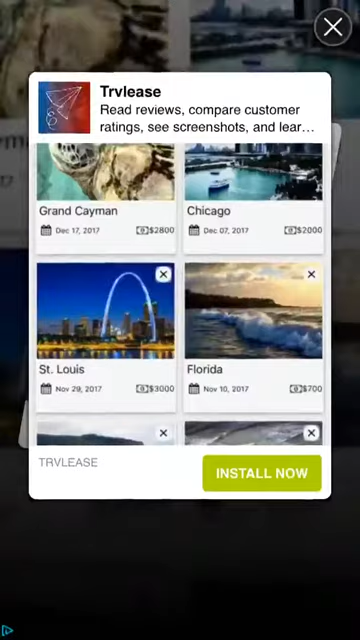 Trvlease
Read reviews, compare customer
ratings, see screenshots, and lear...
Grand Cayman
Chicago
Dec 17, 2017
$2800
Dec 07, 2017
$2000
St. Louis
Florida
Nov 29, 2017
$3000
Nov 10, 2017
$700
TRVLEASE
INSTALL NOW